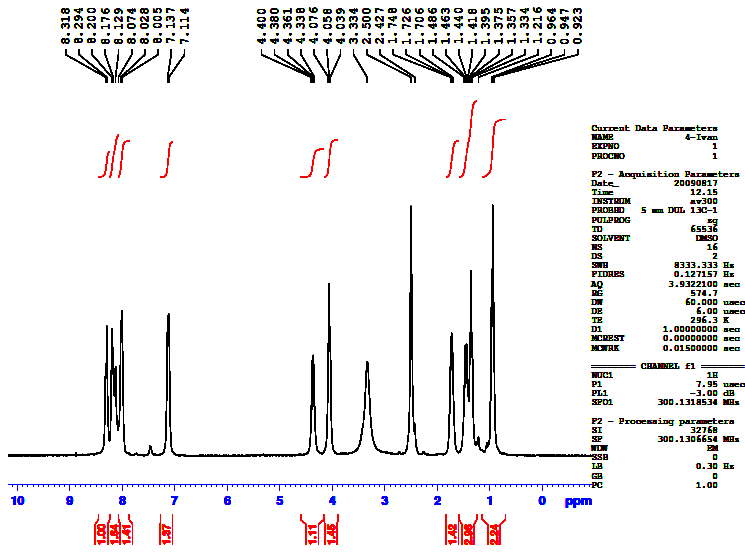 8.318 8.294 8.200 8.176 8.129 8.074 8.028 8.005 7.137 7.114
4.400 4.380 4.361 4.338 4.076 4.058 4.039 3.334 2.500 2.427 1.748 1.726 1.706 1.486 1.463 1.440 1.418 1.395 1.375 1.357 1.334 1.216 0.964 0.947 0.923
Current Data Parameters
NAME 4-Ivan
EXPNO 1
PROCNO 1
F2 - Acquisition Parameters
Date_ 20090817
Time 12.15
INSTRUM av300
PROBHD 5 mm DUL 13C-1
PULPROG zg
TD 65536
SOLVENT DMSO
NS 16
DS 2
SWH 8333.333 Hz
FIDRES 0.127157 Hz
AQ 3.9322100 sec
RG 574.7
DW 60.000 usec
DE 6.00 usec
TE 296.3 K
D1 1.00000000 sec
MCREST 0.00000000 sec
MCWRK 0.01500000 sec
======== CHANNEL f1 ========
NUC1 1H
P1 7.95 usec
PL1 -3.00 dB
SFO1 300.1318534 MHz
F2 - Processing parameters
SI 32768
SF 300.1306654 MHz
WDW EM
SSB 0
LB 0.30 Hz
GB 0
PC 1.00
10 9 8 7 6 5 4 3 2 1 0 ppm
1.00 1.84 1.41 1.37 1.11 1.45 1.42 2.96 2.24